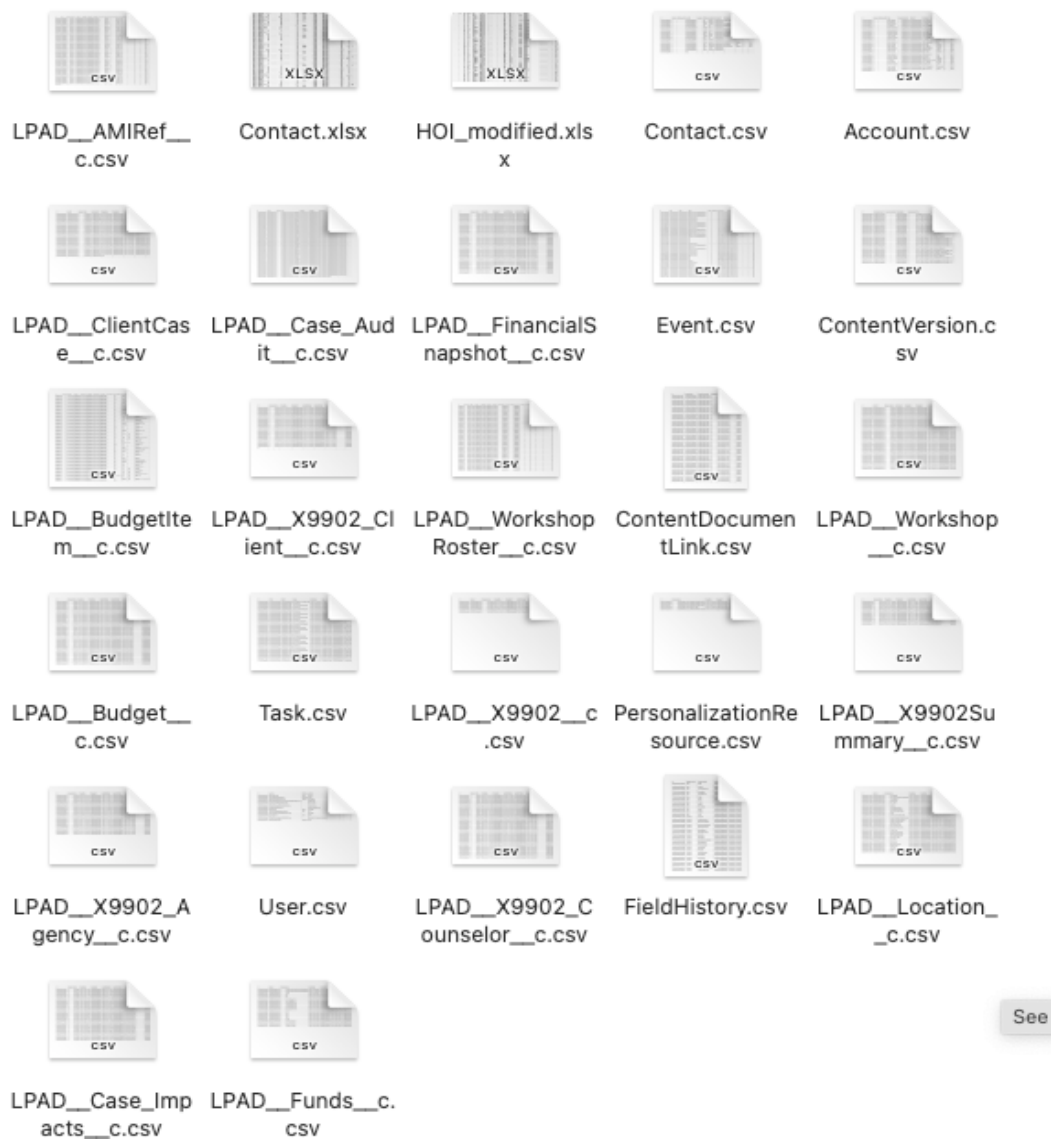 CSV XLSX XLSX CSV CSV
LPAD__AMIRef__ Contact.xlsx HOI_modified.xls Contact.csv Account.csv
c.csv x
CSV CSV CSV CSV CSV
LPAD__ClientCas LPAD__Case_Aud LPAD__FinancialS Event.csv ContentVersion.c
e__c.csv it__c.csv napshot__c.csv sv
CSV CSV CSV CSV CSV
LPAD__BudgetIte LPAD__X9902_Cl LPAD__Workshop ContentDocumen LPAD__Workshop
m__c.csv ient__c.csv Roster__c.csv tLink.csv __c.csv
CSV CSV CSV CSV CSV
LPAD__Budget__ Task.csv LPAD__X9902__c PersonalizationRe LPAD__X9902Su
c.csv .csv source.csv mmary__c.csv
CSV CSV CSV CSV CSV
LPAD__X9902_A User.csv LPAD__X9902_C FieldHistory.csv LPAD__Location_
gency__c.csv ounselor__c.csv _c.csv
CSV CSV
See
LPAD__Case_Imp LPAD__Funds__c.
acts__c.csv csv